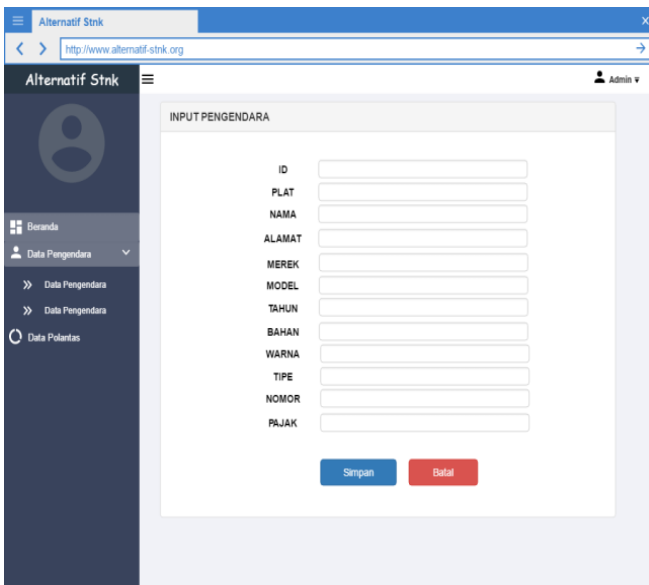 Alternatif Stnk
http://www.alternatif-stnk.org
Alternatif Stnk
Admin
INPUT PENGENDARA
Beranda
Data Pengendara
Data Pengendara
Data Pengendara
Data Polantas
ID
PLAT
NAMA
ALAMAT
MEREK
MODEL
TAHUN
BAHAN
WARNA
TIPE
NOMOR
PAJAK
Simpan
Batal